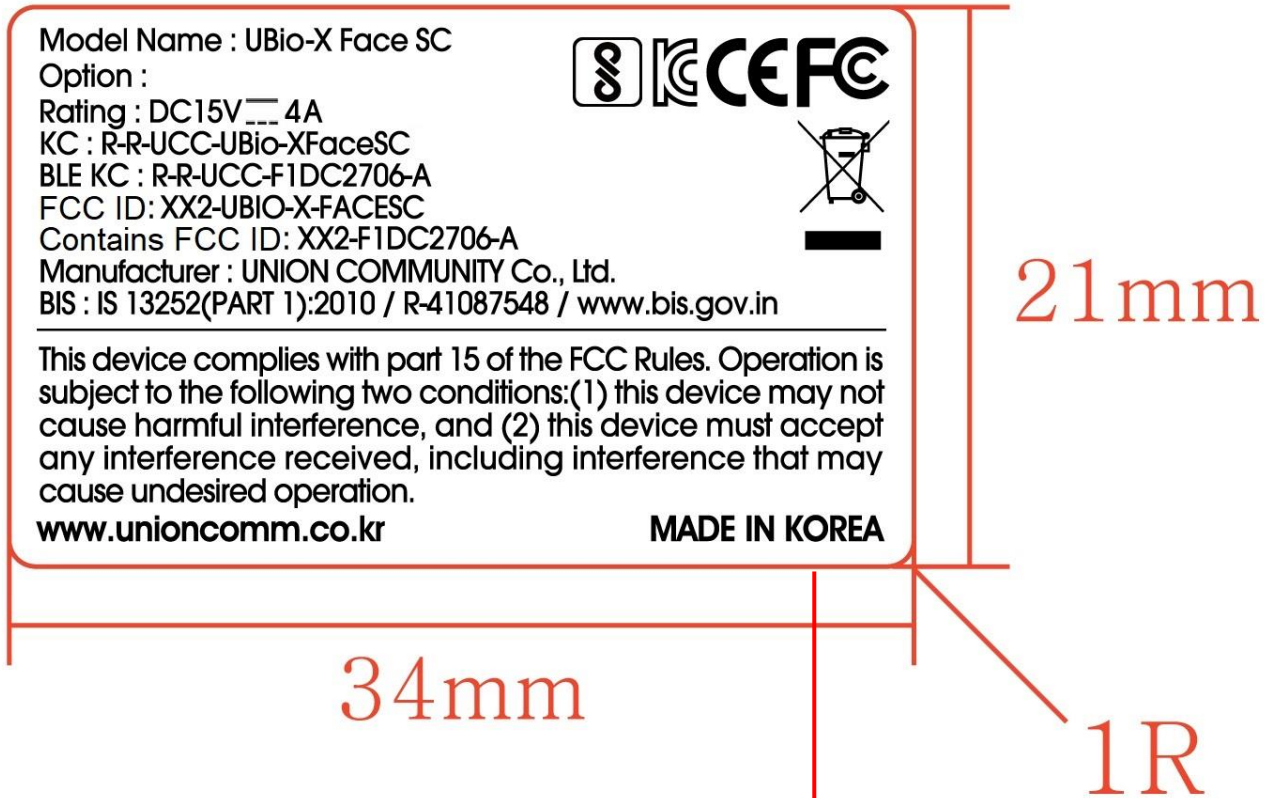 Model Name : UBio-X Face SC
Option :
Rating : DC15V⎓ 4A
KC : R-R-UCC-UBio-XFaceSC
BLE KC : R-R-UCC-F1DC2706-A
FCC ID: XX2-UBIO-X-FACESC
Contains FCC ID: XX2-F1DC2706-A
Manufacturer : UNION COMMUNITY Co., Ltd.
BIS : IS 13252(PART 1):2010 / R-41087548 / www.bis.gov.in
KC CE FC
This device complies with part 15 of the FCC Rules. Operation is
subject to the following two conditions:(1) this device may not
cause harmful interference, and (2) this device must accept
any interference received, including interference that may
cause undesired operation.
www.unioncomm.co.kr MADE IN KOREA
21mm
34mm
1R